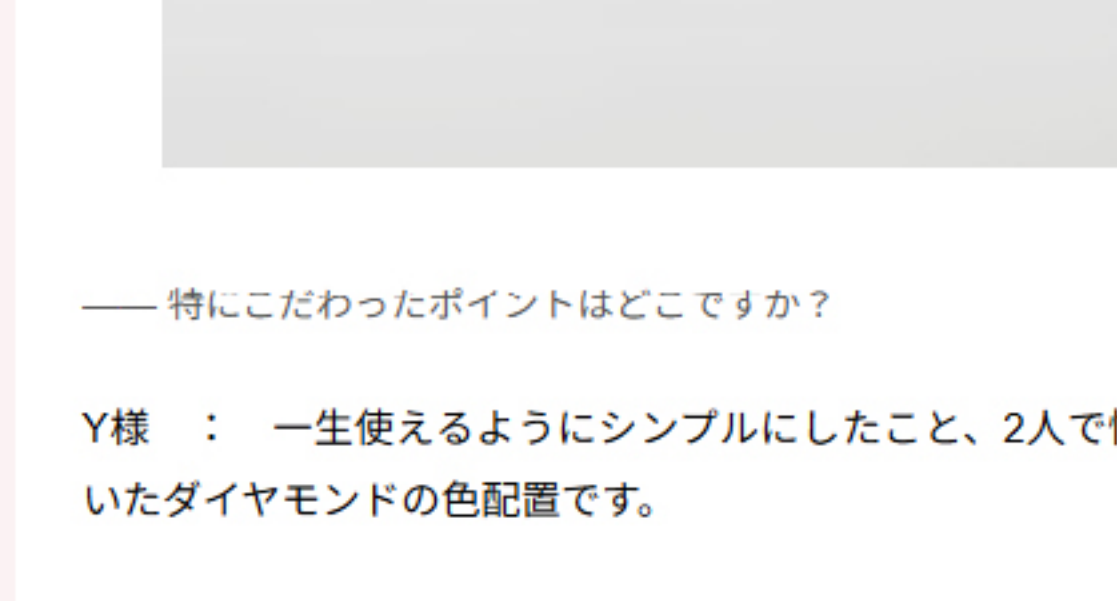 —— 特にこだわったポイントはどこですか？
Y様　：　一生使えるようにシンプルにしたこと、2人で
いたダイヤモンドの色配置です。